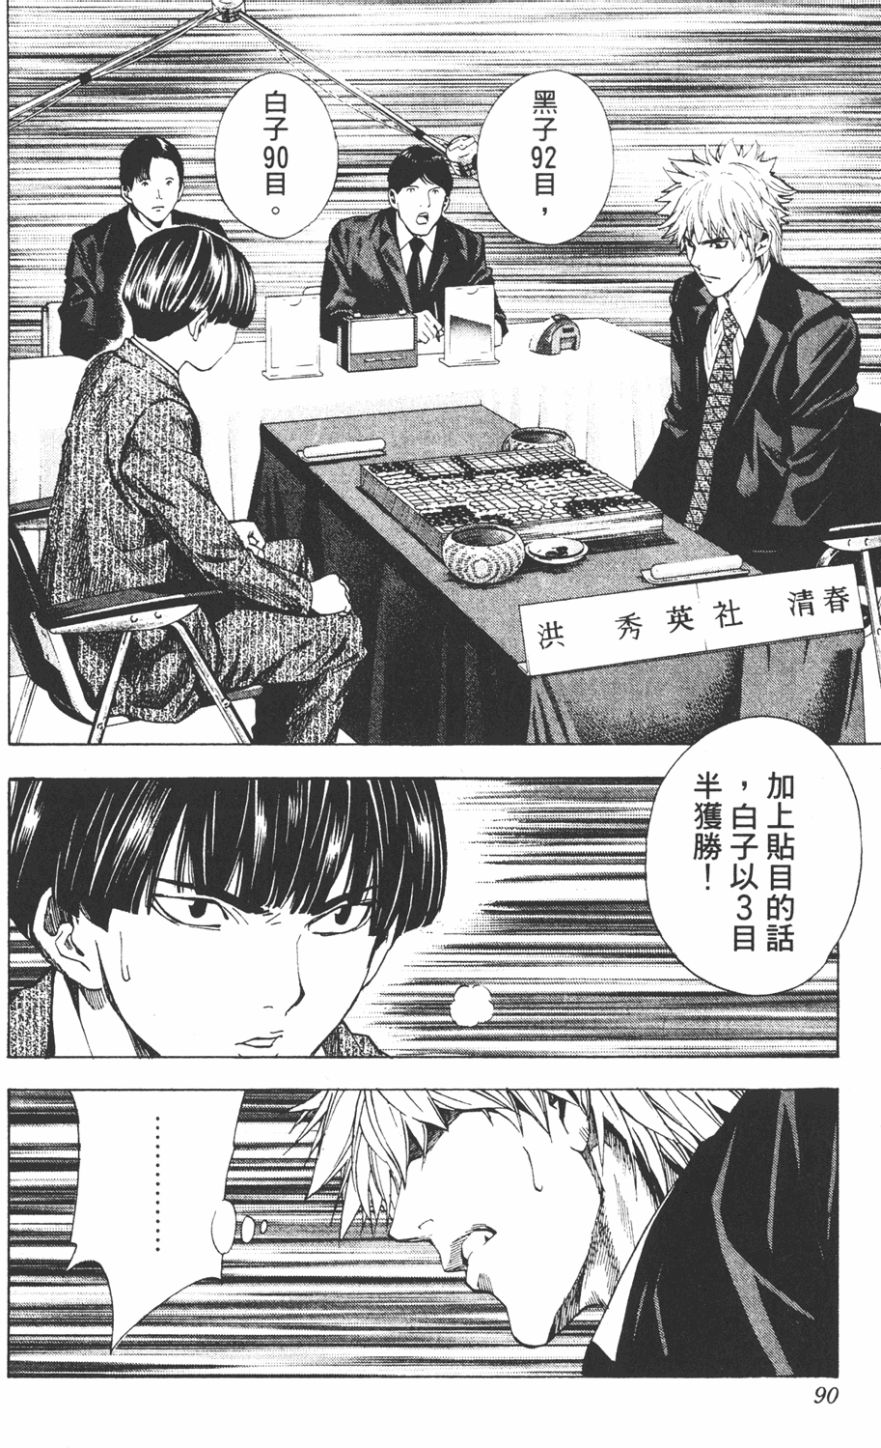 黑子
92目，
白子
90目。
洪 秀 英 社 清春
加上貼目的話
，白子以3目
半獲勝！
…………
90